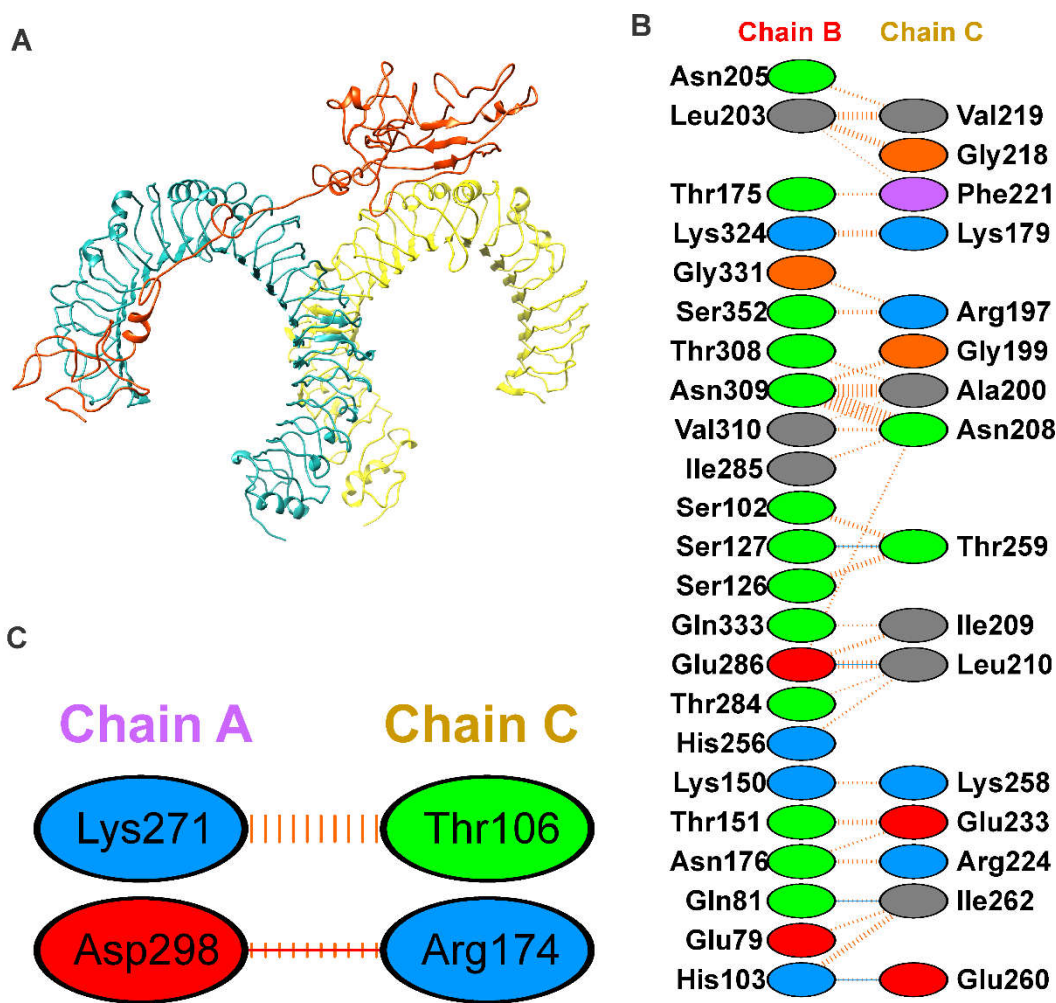 A
B
Chain B Chain C
Asn205
Leu203 Val219
Gly218
Thr175 Phe221
Lys324 Lys179
Gly331
Ser352 Arg197
Thr308 Gly199
Asn309 Ala200
Val310 Asn208
Ile285
Ser102
Ser127 Thr259
Ser126
Gln333 Ile209
Glu286 Leu210
Thr284
His256
Lys150 Lys258
Thr151 Glu233
Asn176 Arg224
Gln81 Ile262
Glu79
His103 Glu260
C
Chain A Chain C
Lys271 Thr106
Asp298 Arg174